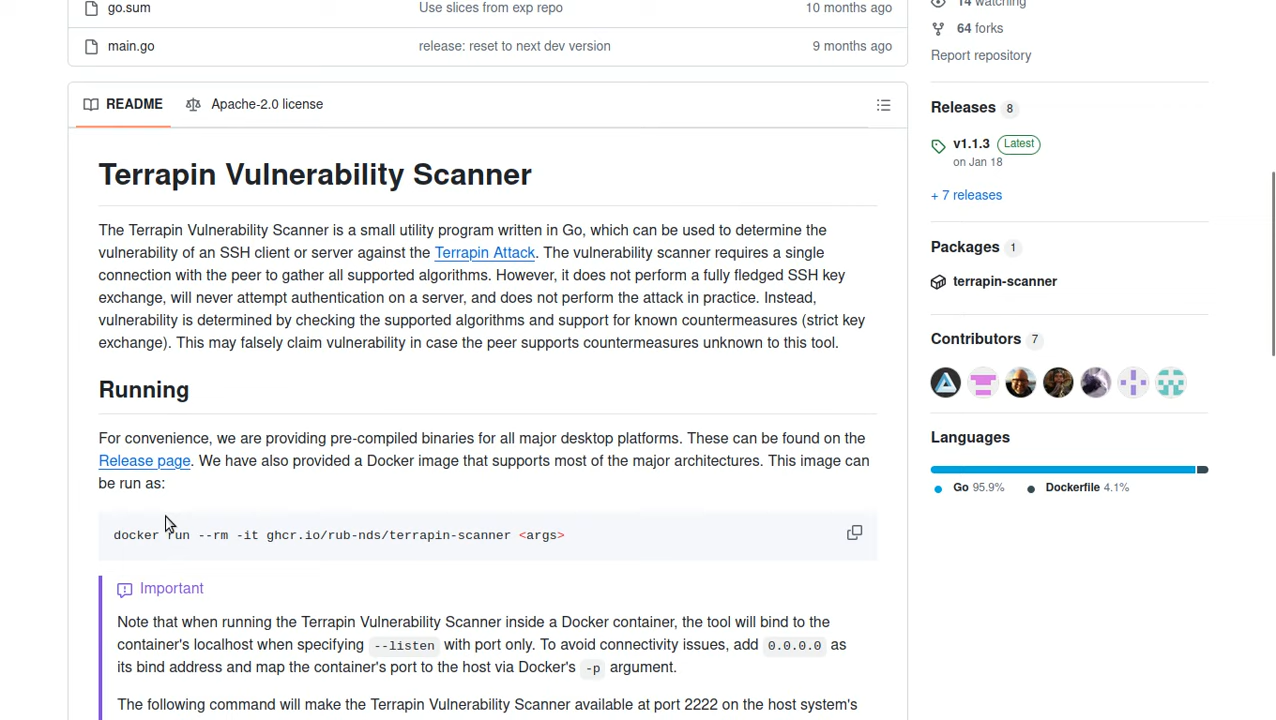 go.sum
Use slices from exp repo
10 months ago
14 watching
main.go
release: reset to next dev version
9 months ago
64 forks
Report repository
README
Apache-2.0 license
Releases 8
v1.1.3 Latest
on Jan 18
+ 7 releases
Terrapin Vulnerability Scanner
The Terrapin Vulnerability Scanner is a small utility program written in Go, which can be used to determine the
vulnerability of an SSH client or server against the Terrapin Attack. The vulnerability scanner requires a single
connection with the peer to gather all supported algorithms. However, it does not perform a fully fledged SSH key
exchange, will never attempt authentication on a server, and does not perform the attack in practice. Instead,
vulnerability is determined by checking the supported algorithms and support for known countermeasures (strict key
exchange). This may falsely claim vulnerability in case the peer supports countermeasures unknown to this tool.
Packages 1
terrapin-scanner
Contributors 7
Running
For convenience, we are providing pre-compiled binaries for all major desktop platforms. These can be found on the
Release page. We have also provided a Docker image that supports most of the major architectures. This image can
be run as:
Languages
Go 95.9%
Dockerfile 4.1%
docker run --rm -it ghcr.io/rub-nds/terrapin-scanner <args>
Important
Note that when running the Terrapin Vulnerability Scanner inside a Docker container, the tool will bind to the
container's localhost when specifying --listen with port only. To avoid connectivity issues, add 0.0.0.0 as
its bind address and map the container's port to the host via Docker's -p argument.
The following command will make the Terrapin Vulnerability Scanner available at port 2222 on the host system's